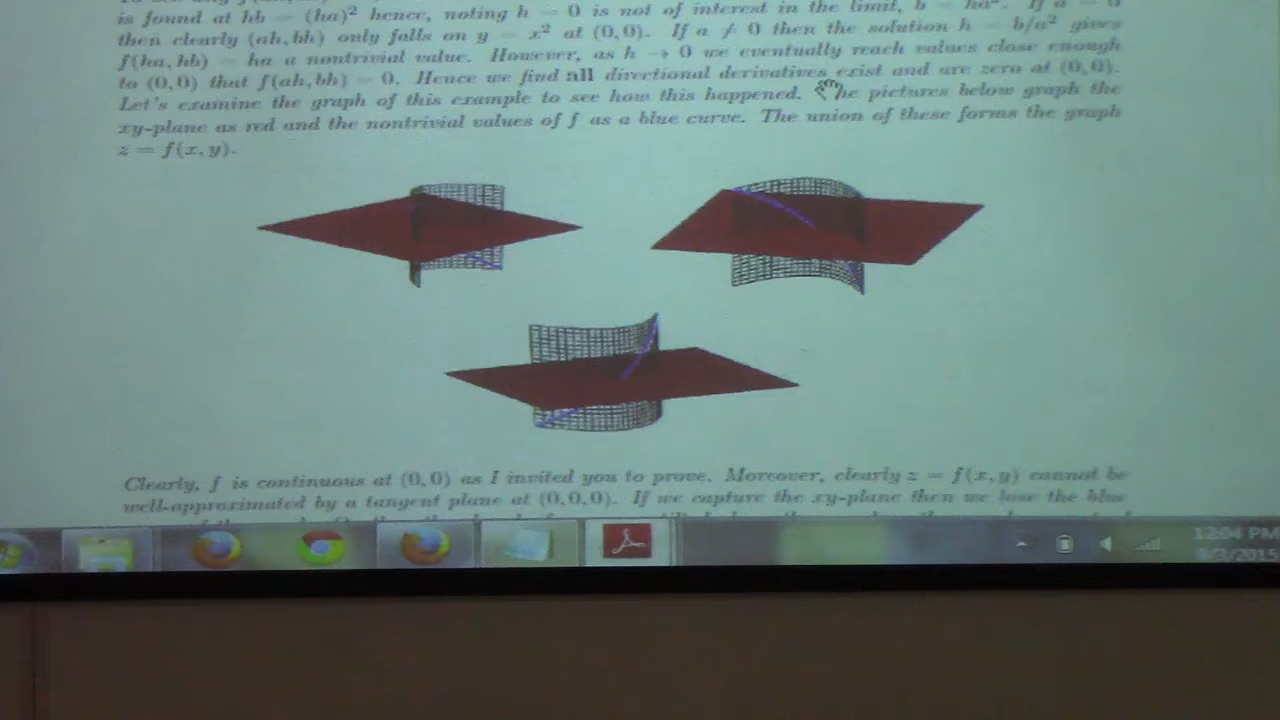 is found at hb = (ha)² hence, noting h = 0 is not of interest in the limit, b = ha². If a = 0
then clearly (ah, bh) only falls on y = x² at (0, 0). If a ≠ 0 then the solution h = b/a² gives
f(ha, hb) = ha a nontrivial value. However, as h → 0 we eventually reach values close enough
to (0, 0) that f(ah, bh) = 0. Hence we find all directional derivatives exist and are zero at (0, 0).
Let's examine the graph of this example to see how this happened. The pictures below graph the
xy-plane as red and the nontrivial values of f as a blue curve. The union of these forms the graph
z = f(x, y).
Clearly, f is continuous at (0, 0) as I invited you to prove. Moreover, clearly z = f(x, y) cannot be
well-approximated by a tangent plane at (0, 0, 0). If we capture the xy-plane then we lose the blue
12:04 PM
9/3/2015